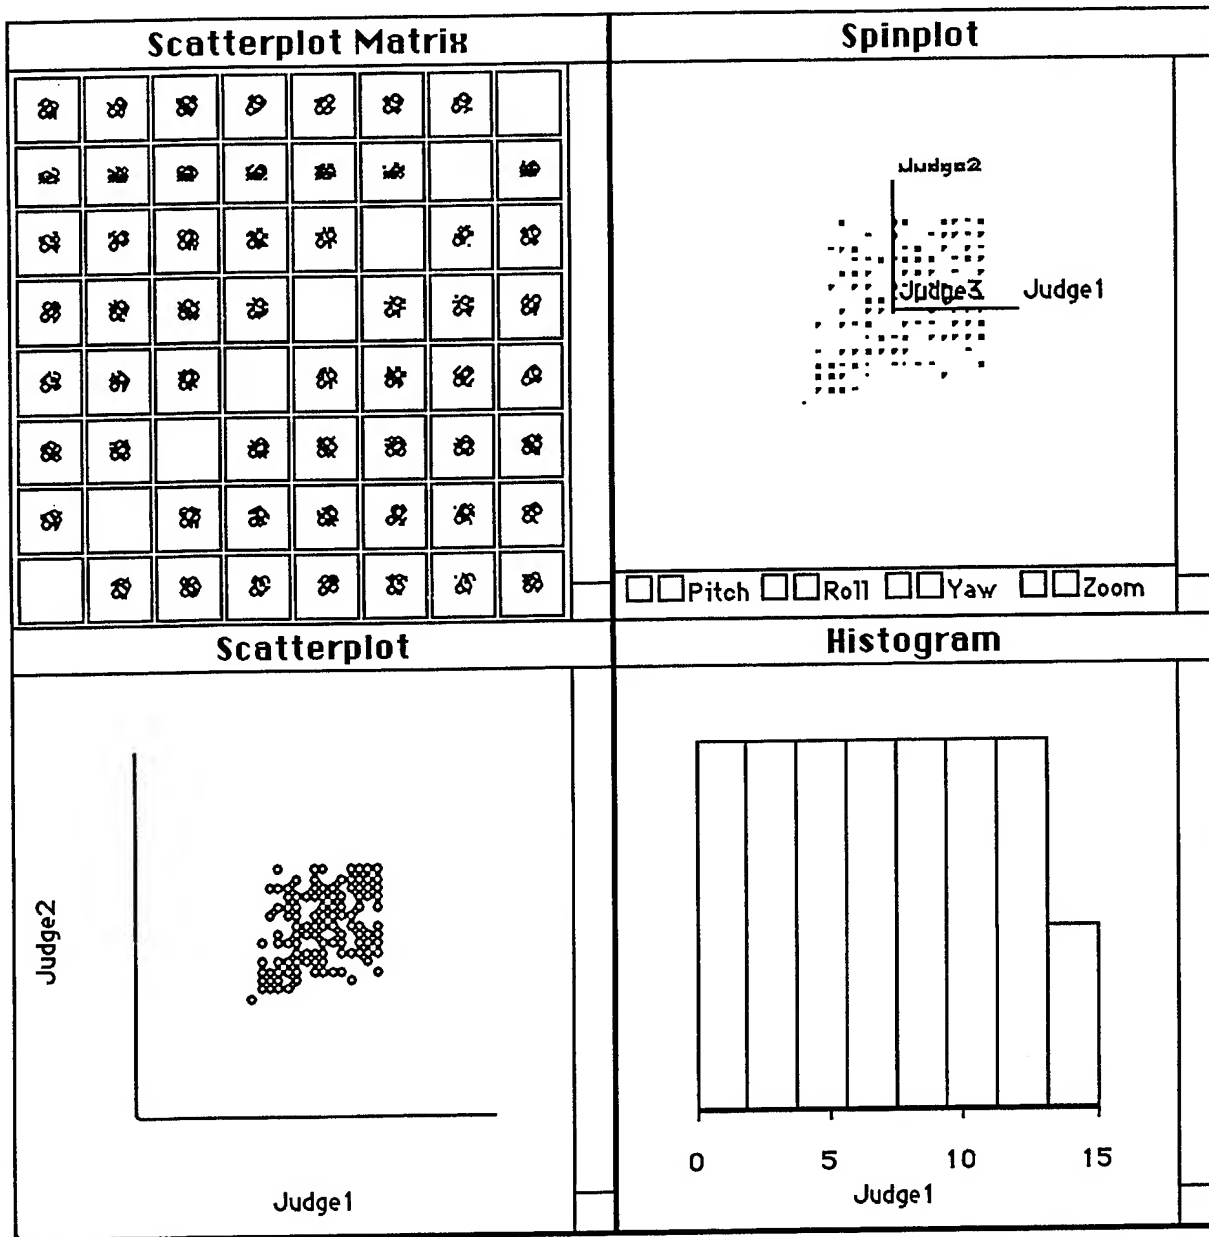 Scatterplot Matrix
Spinplot
Judge2
Judge3
Judge1
Pitch Roll Yaw Zoom
Scatterplot
Histogram
Judge2
Judge1
0 5 10 15
Judge1